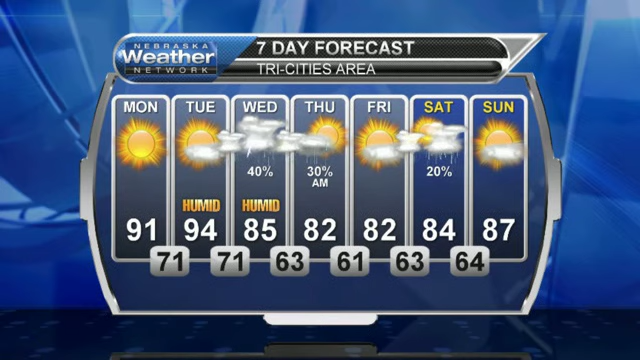 NEBRASKA
Weather
NETWORK
7 DAY FORECAST
TRI-CITIES AREA
MON TUE WED THU FRI SAT SUN
40% 30% 20%
AM
HUMID HUMID
91 94 85 82 82 84 87
71 71 63 61 63 64